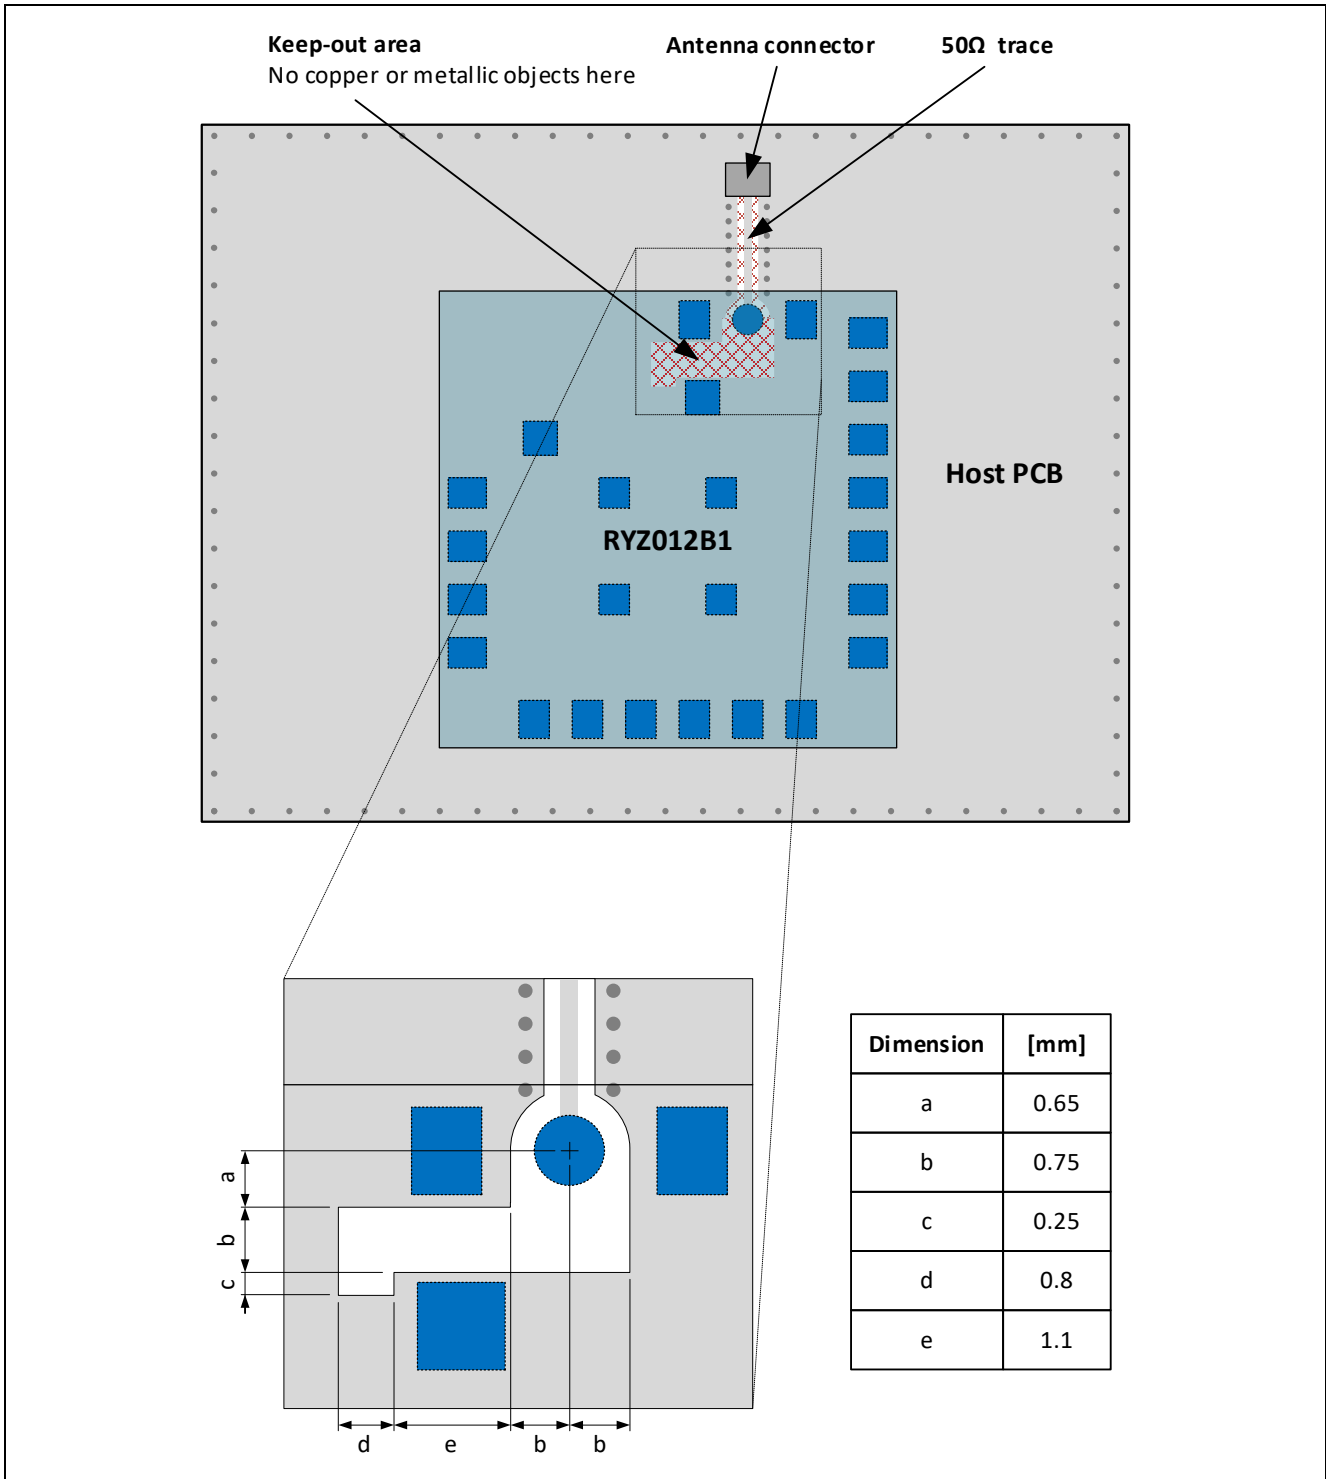 Keep-out area
No copper or metallic objects here
Antenna connector
50Ω trace
Host PCB
RYZ012B1
a
b
c
d
e
b
b
Dimension [mm]
a 0.65
b 0.75
c 0.25
d 0.8
e 1.1